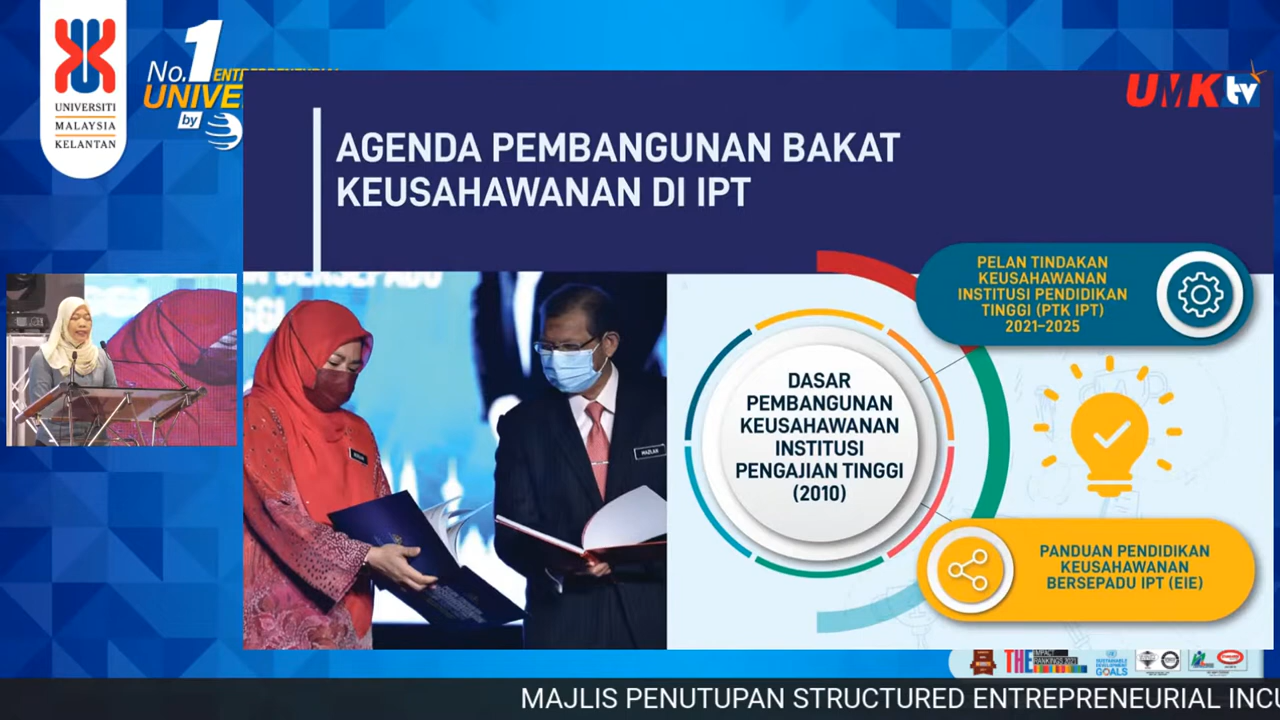 UNIVERSITI
MALAYSIA
KELANTAN
No.1
UNIVE
by
UMKtv
AGENDA PEMBANGUNAN BAKAT
KEUSAHAWANAN DI IPT
PELAN TINDAKAN
KEUSAHAWANAN
INSTITUSI PENDIDIKAN
TINGGI (PTK IPT)
2021-2025
DASAR
PEMBANGUNAN
KEUSAHAWANAN
INSTITUSI
PENGAJIAN TINGGI
(2010)
PANDUAN PENDIDIKAN
KEUSAHAWANAN
BERSEPADU IPT (EIE)
THE IMPACT
RANKINGS 2021
SUSTAINABLE
DEVELOPMENT
GOALS
MAJLIS PENUTUPAN STRUCTURED ENTREPRENEURIAL INCU